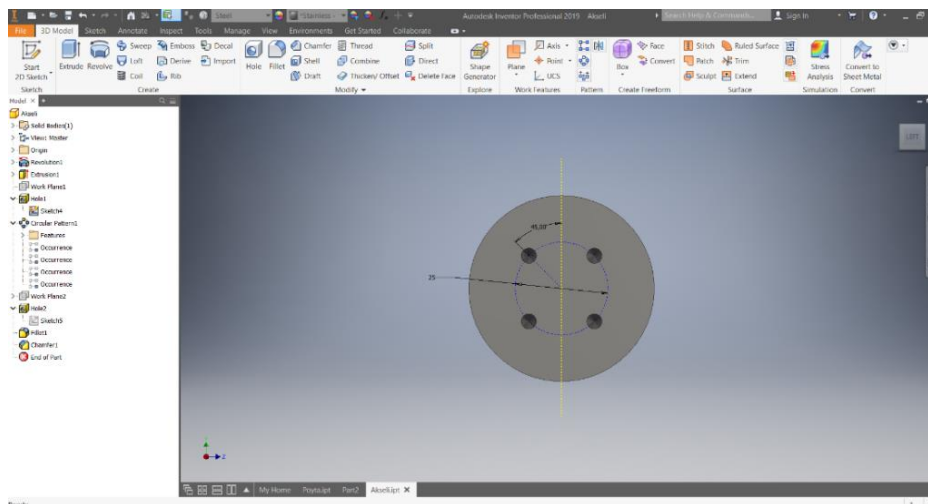 Steel
Autodesk Inventor Professional 2015 Akseli
Search Help & Commands...
Sign In
File 3D Model Sketch Annotate Inspect Tools Manage View Environments Get Started Collaborate
Sweep Emboss Decal Chamfer Thread Split Axis Face Stitch Ruled Surface
Start 2D Sketch Extrude Revolve Loft Derive Import Hole Fillet Shell Combine Direct Shape Generator Plane Point Box Convert Patch Trim Stress Analysis Convert to Sheet Metal
Coil Rib Draft Thicken/ Offset Delete Face UCS Sculpt Extend
Sketch Create Modify Explore Work Features Pattern Create Freeform Surface Simulation Convert
Model
Akseli
Solid Bodies(1)
View: Master
Origin
Revolution1
Extrusion1
Work Plane1
Hole1
Sketch4
Circular Pattern1
Features
Occurrence
Occurrence
Occurrence
Occurrence
Work Plane2
Hole2
Sketch5
Fillet1
Chamfer1
End of Part
LEFT
25
Z
My Home Part2 Akseli.ipt